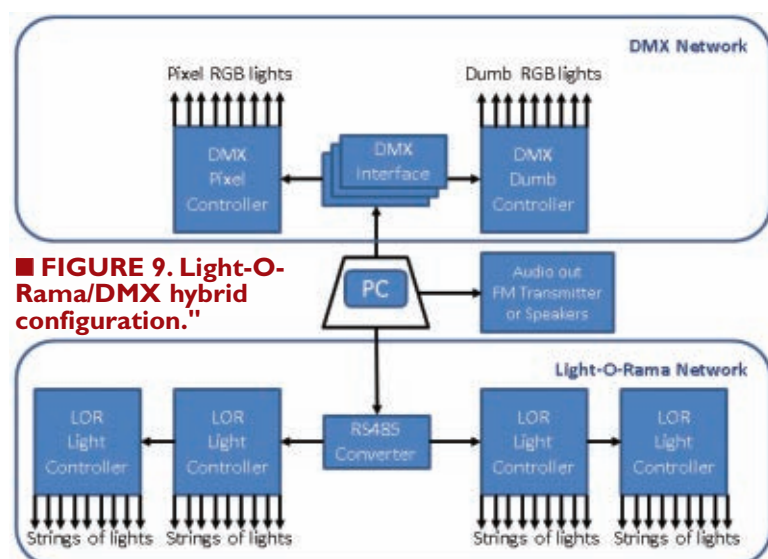 DMX Network
Pixel RGB lights
Dumb RGB lights
DMX
Pixel
Controller
DMX
Interface
DMX
Dumb
Controller
■ FIGURE 9. Light-O-
Rama/DMX hybrid
configuration."
PC
Audio out
FM Transmitter
or Speakers
Light-O-Rama Network
LOR
Light
Controller
LOR
Light
Controller
RS485
Converter
LOR
Light
Controller
LOR
Light
Controller
Strings of lights
Strings of lights
Strings of lights
Strings of lights